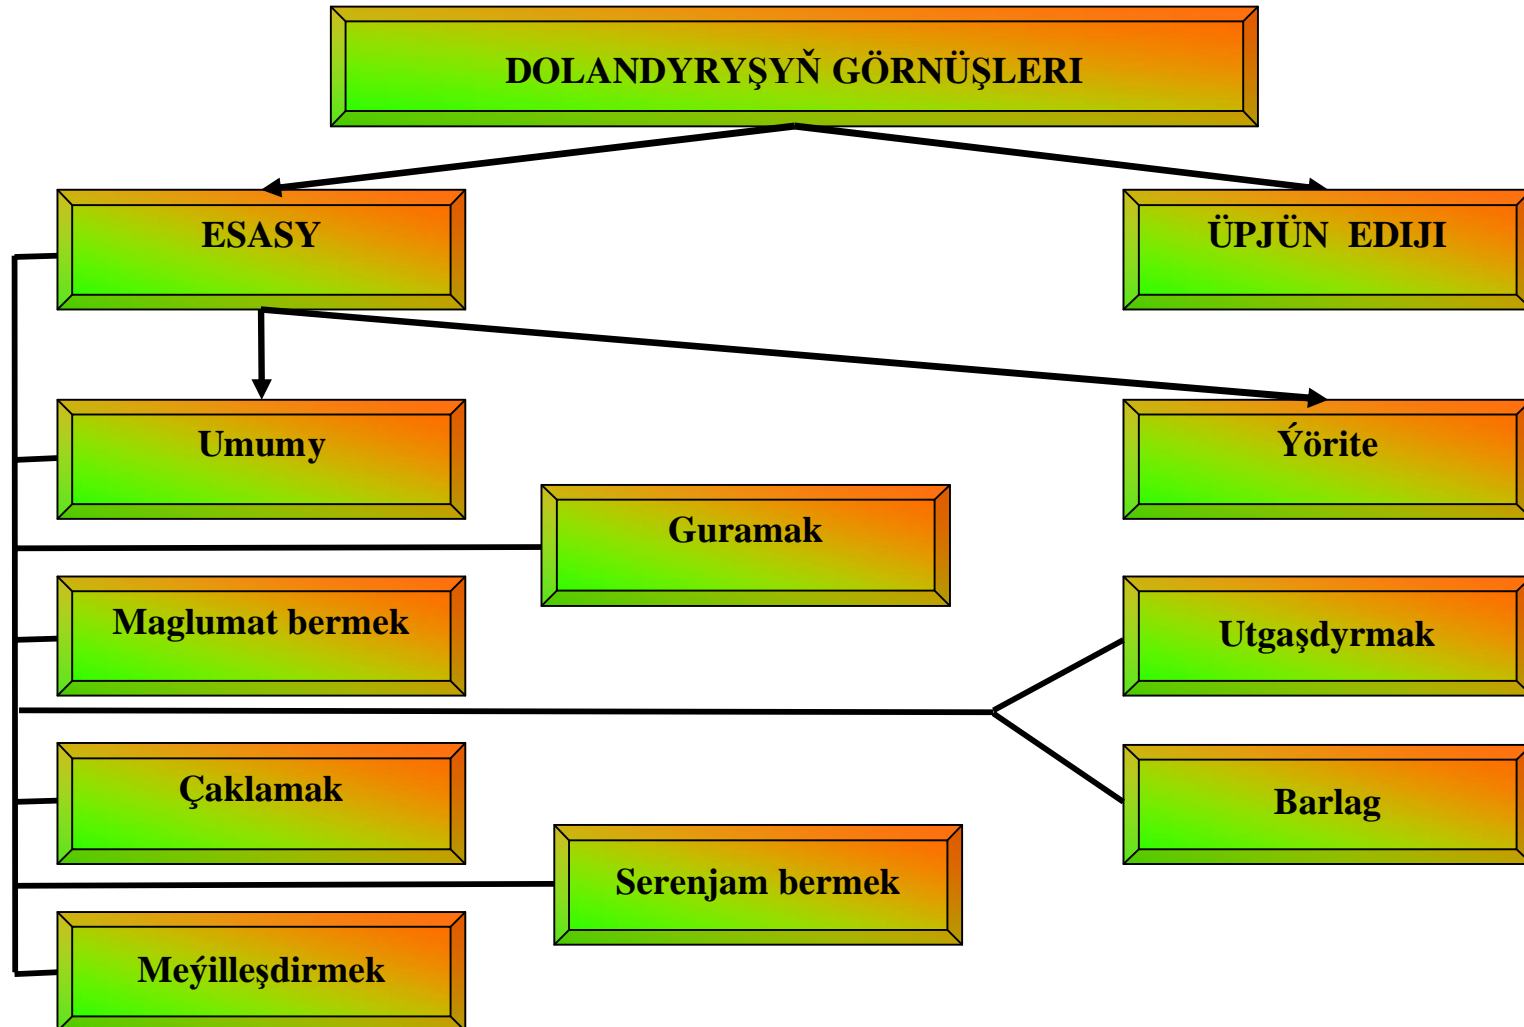 DOLANDYRYŞYŇ GÖRNÜŞLERI
ESASY
ÜPJÜN EDIJI
Umumy
Ýörite
Guramak
Maglumat bermek
Utgaşdyrmak
Çaklamak
Barlag
Serenjam bermek
Meýilleşdirmek